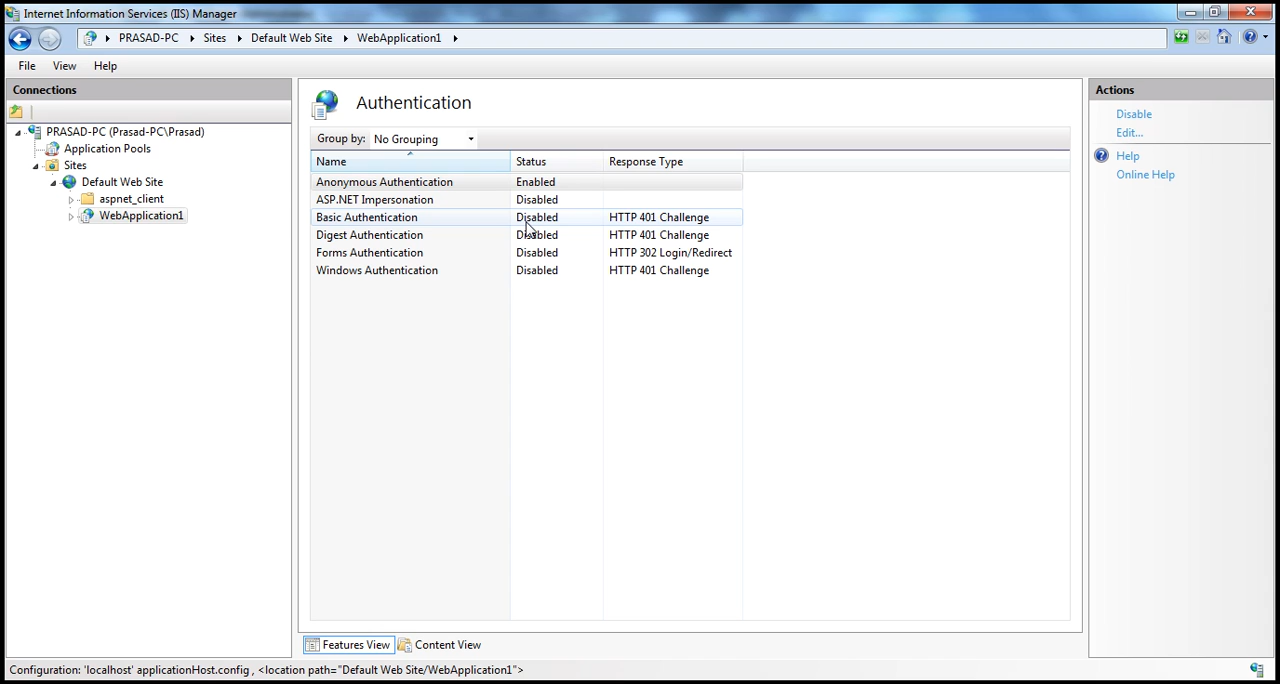 Internet Information Services (IIS) Manager
PRASAD-PC Sites Default Web Site WebApplication1
File View Help
Connections
PRASAD-PC (Prasad-PC\Prasad)
Application Pools
Sites
Default Web Site
aspnet_client
WebApplication1
Authentication
Group by: No Grouping
Name Status Response Type
Anonymous Authentication Enabled
ASP.NET Impersonation Disabled
Basic Authentication Disabled HTTP 401 Challenge
Digest Authentication Disabled HTTP 401 Challenge
Forms Authentication Disabled HTTP 302 Login/Redirect
Windows Authentication Disabled HTTP 401 Challenge
Features View Content View
Actions
Disable
Edit...
Help
Online Help
Configuration: 'localhost' applicationHost.config , <location path="Default Web Site/WebApplication1">